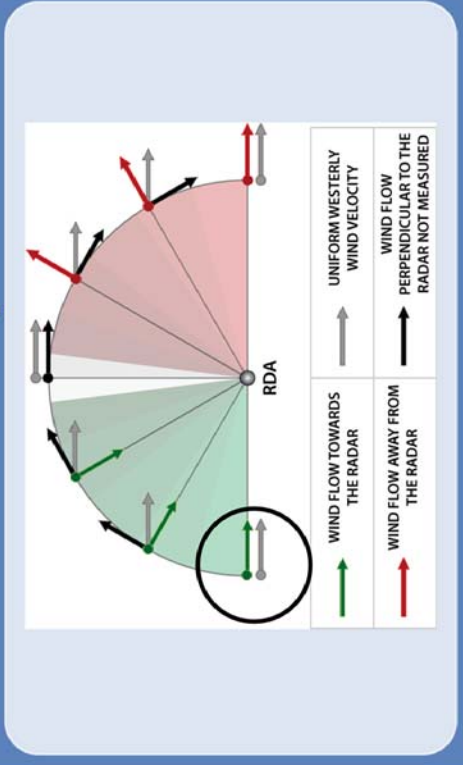 RDA
WIND FLOW TOWARDS
THE RADAR
UNIFORM WESTERLY
WIND VELOCITY
WIND FLOW AWAY FROM
THE RADAR
WIND FLOW
PERPENDICULAR TO THE
RADAR NOT MEASURED